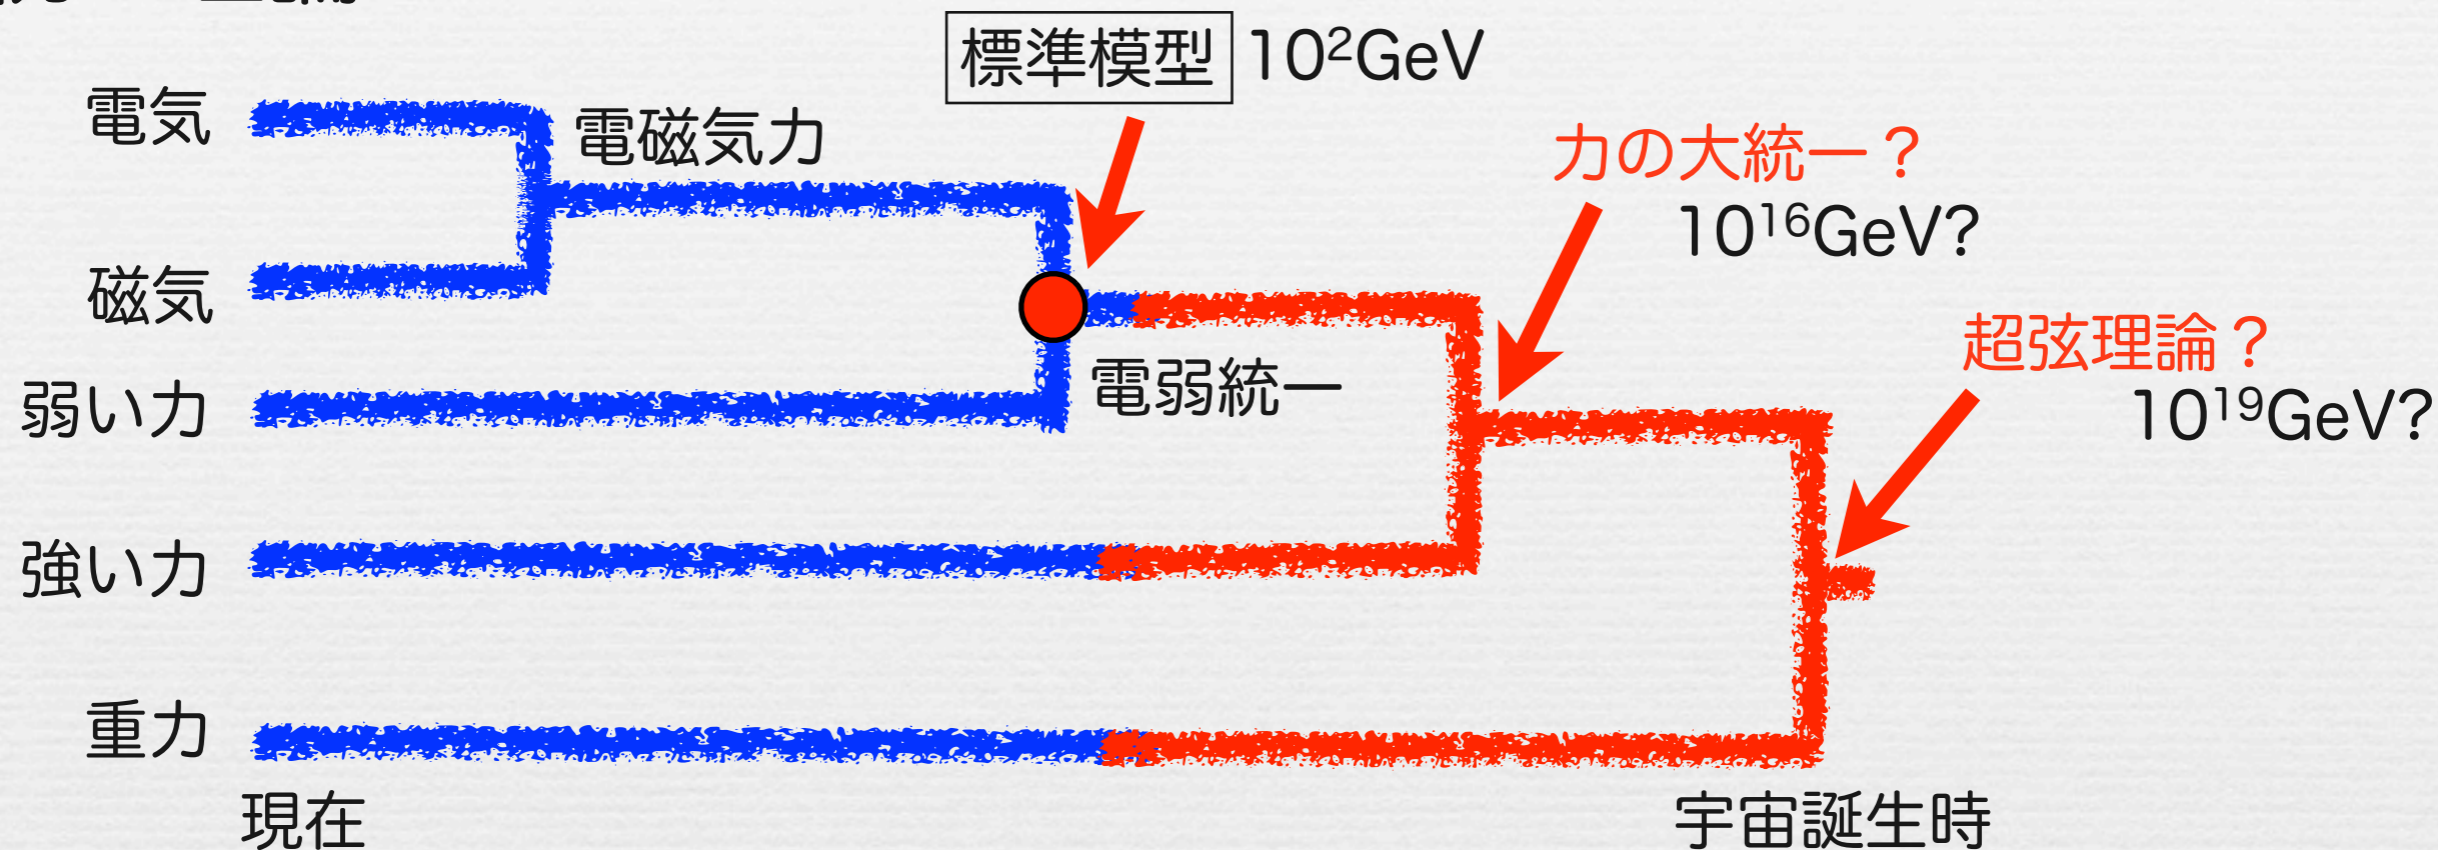 標準模型 10²GeV
電気
電磁気力
力の大統一？
10¹⁶GeV?
磁気
超弦理論？
10¹⁹GeV?
電弱統一
弱い力
強い力
重力
現在
宇宙誕生時